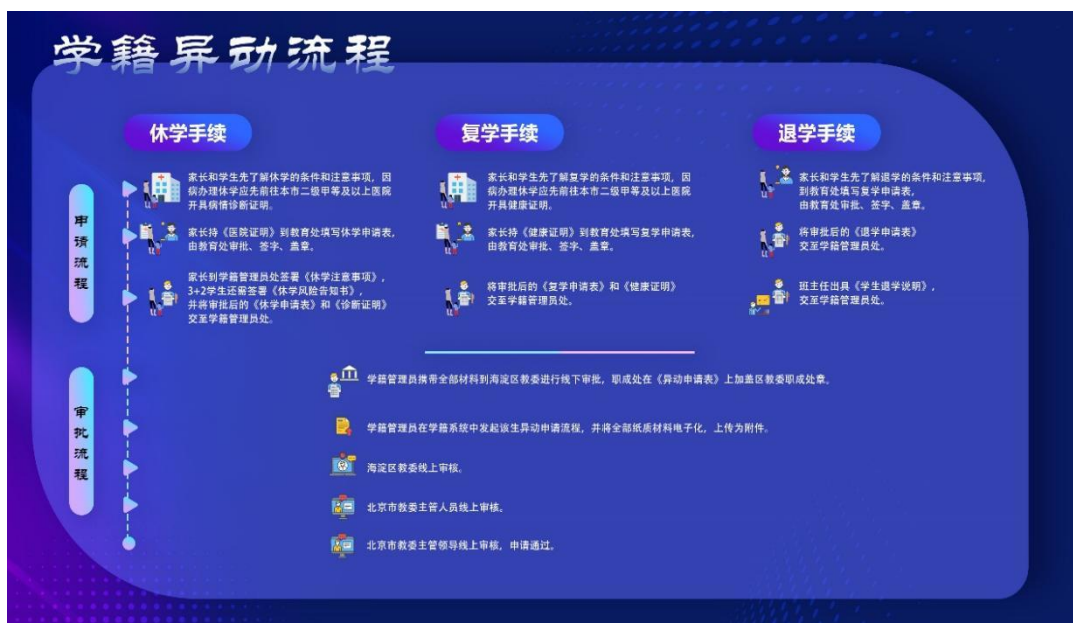 学籍异动流程
休学手续
复学手续
退学手续
申请流程
家长和学生先了解休学的条件和注意事项，因
病办理休学应先前往本市二级甲等及以上医院
开具病情诊断证明。
家长持《医院证明》到教育处填写休学申请表，
由教育处审批、签字、盖章。
家长到学籍管理员处签署《休学注意事项》，
3+2学生还需签署《休学风险告知书》，
并将审批后的《休学申请表》和《诊断证明》
交至学籍管理员处。
家长和学生先了解复学的条件和注意事项，因
病办理休学应先前往本市二级甲等及以上医院
开具健康证明。
家长持《健康证明》到教育处填写复学申请表，
由教育处审批、签字、盖章。
将审批后的《复学申请表》和《健康证明》
交至学籍管理员处。
家长和学生先了解退学的条件和注意事项，
到教育处填写复学申请表，
由教育处审批、签字、盖章。
将审批后的《退学申请表》
交至学籍管理员处。
班主任出具《学生退学说明》，
交至学籍管理员处。
审批流程
学籍管理员携带全部材料到海淀区教委进行线下审批，职成处在《异动申请表》上加盖区教委职成处章。
学籍管理员在学籍系统中发起该生异动申请流程，并将全部纸质材料电子化，上传为附件。
海淀区教委线上审核。
北京市教委主管人员线上审核。
北京市教委主管领导线上审核，申请通过。